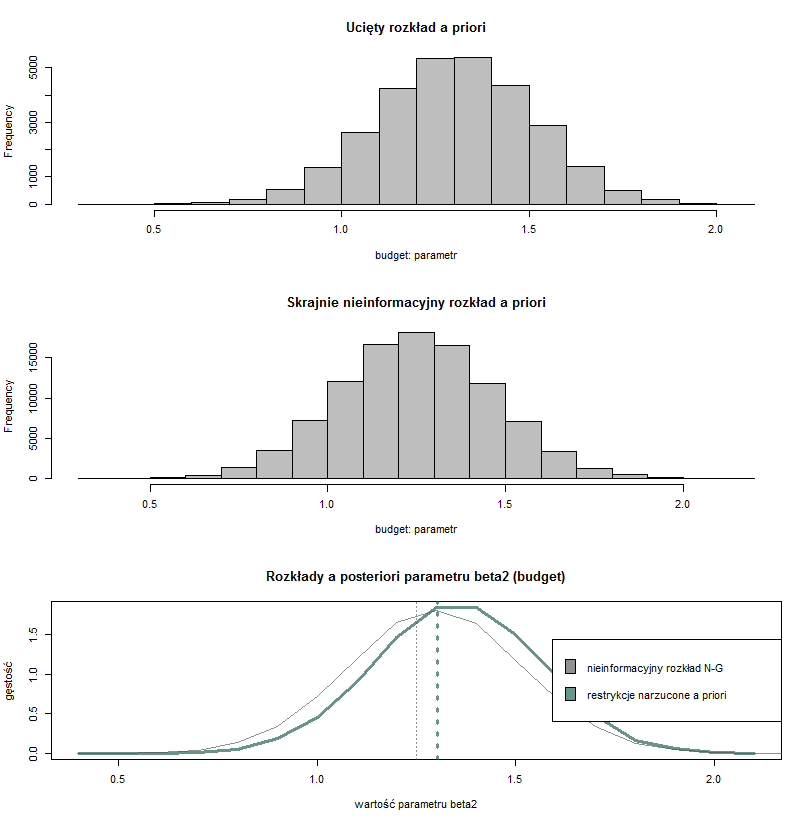 Ucięty rozkład a priori
Frequency
5000
3000
1000
0
0.5 1.0 1.5 2.0
budget: parametr
Skrajnie nieinformacyjny rozkład a priori
Frequency
15000
10000
5000
0
0.5 1.0 1.5 2.0
budget: parametr
Rozkłady a posteriori parametru beta2 (budget)
gęstość
1.5
1.0
0.5
0.0
nieinformacyjny rozkład N-G
restrykcje narzucone a priori
0.5 1.0 1.5 2.0
wartość parametru beta2